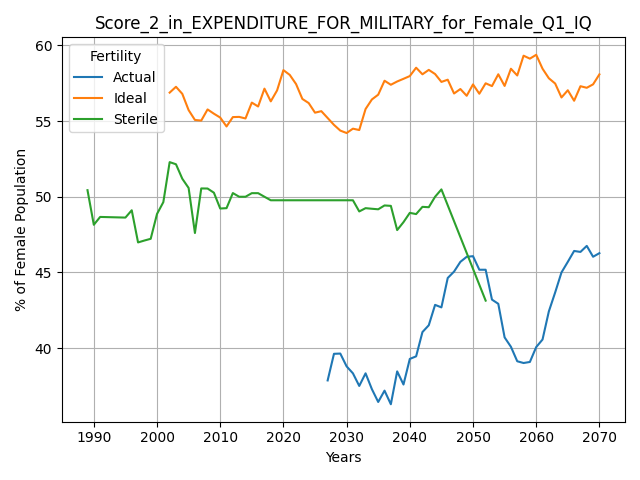 Score_2_in_EXPENDITURE_FOR_MILITARY_for_Female_Q1_IQ
Fertility
Actual
Ideal
Sterile
% of Female Population
60
55
50
45
40
1990 2000 2010 2020 2030 2040 2050 2060 2070
Years